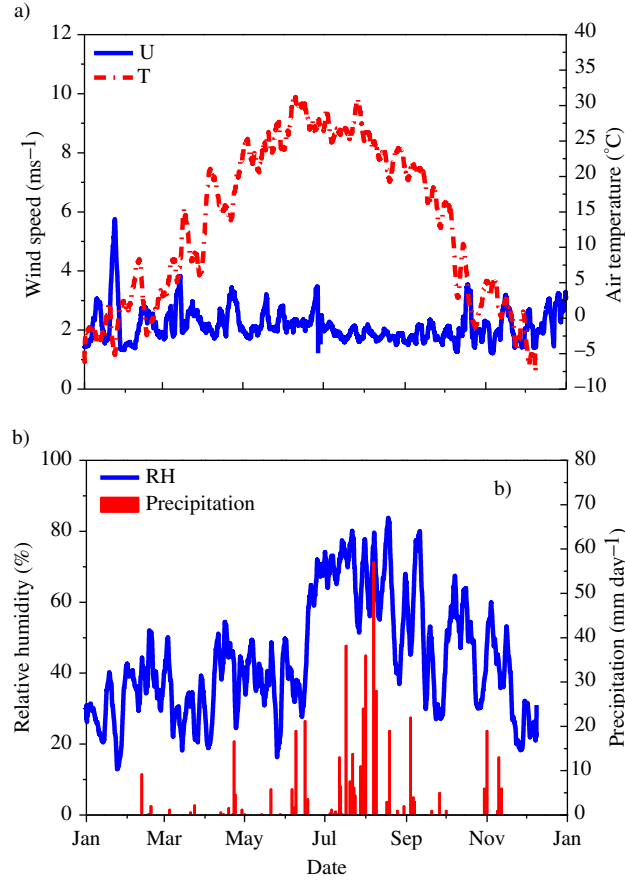 a)
12
10
8
6
4
2
0
Wind speed (ms−1)
U
T
40
35
30
25
20
15
10
5
0
−5
−10
Air temperature (°C)
b)
100
80
60
40
20
0
Relative humidity (%)
RH
Precipitation
b)
80
70
60
50
40
30
20
10
0
Precipitation (mm day−1)
Jan Mar May Jul Sep Nov Jan
Date